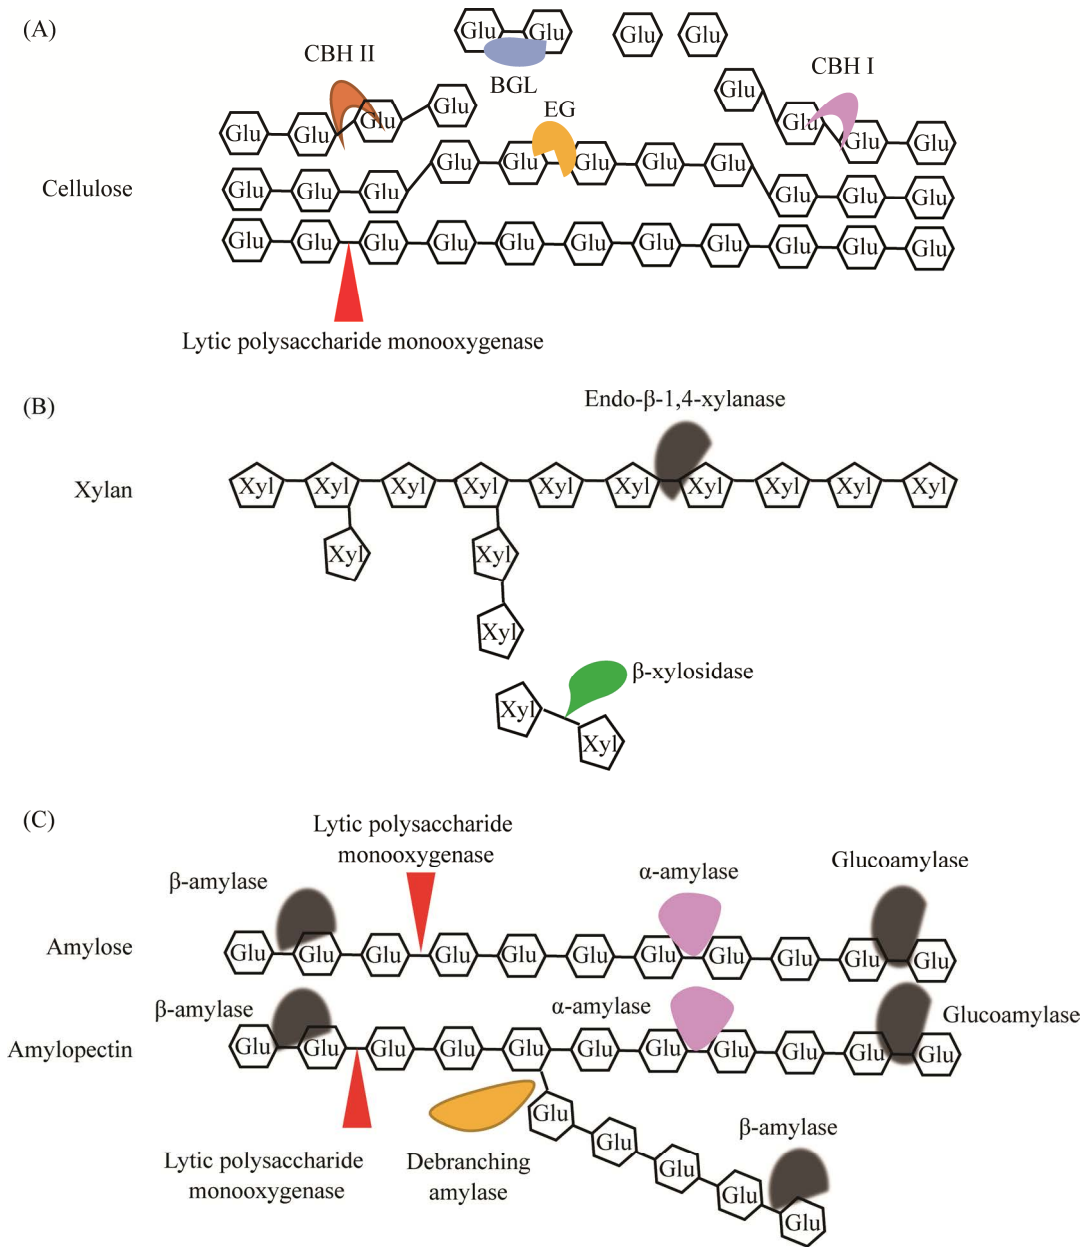 (A)
Glu Glu Glu Glu
CBH II
CBH I
BGL
Glu
Glu
EG
Glu Glu Glu
Glu Glu Glu Glu
Glu Glu Glu Glu Glu
Cellulose
Glu Glu Glu
Glu Glu Glu
Glu Glu Glu Glu Glu Glu Glu Glu Glu Glu Glu
Lytic polysaccharide monooxygenase
(B)
Endo-β-1,4-xylanase
Xylan
Xyl Xyl Xyl Xyl Xyl Xyl Xyl Xyl Xyl Xyl
Xyl Xyl
Xyl
β-xylosidase
Xyl
Xyl
(C)
Lytic polysaccharide
monooxygenase
β-amylase
α-amylase
Glucoamylase
Amylose
Glu Glu Glu Glu Glu Glu Glu Glu Glu Glu Glu
β-amylase
α-amylase
Glucoamylase
Amylopectin
Glu Glu Glu Glu Glu Glu Glu Glu Glu Glu Glu
Glu
Glu
Glu
Glu
Glu
β-amylase
Lytic polysaccharide
monooxygenase
Debranching
amylase